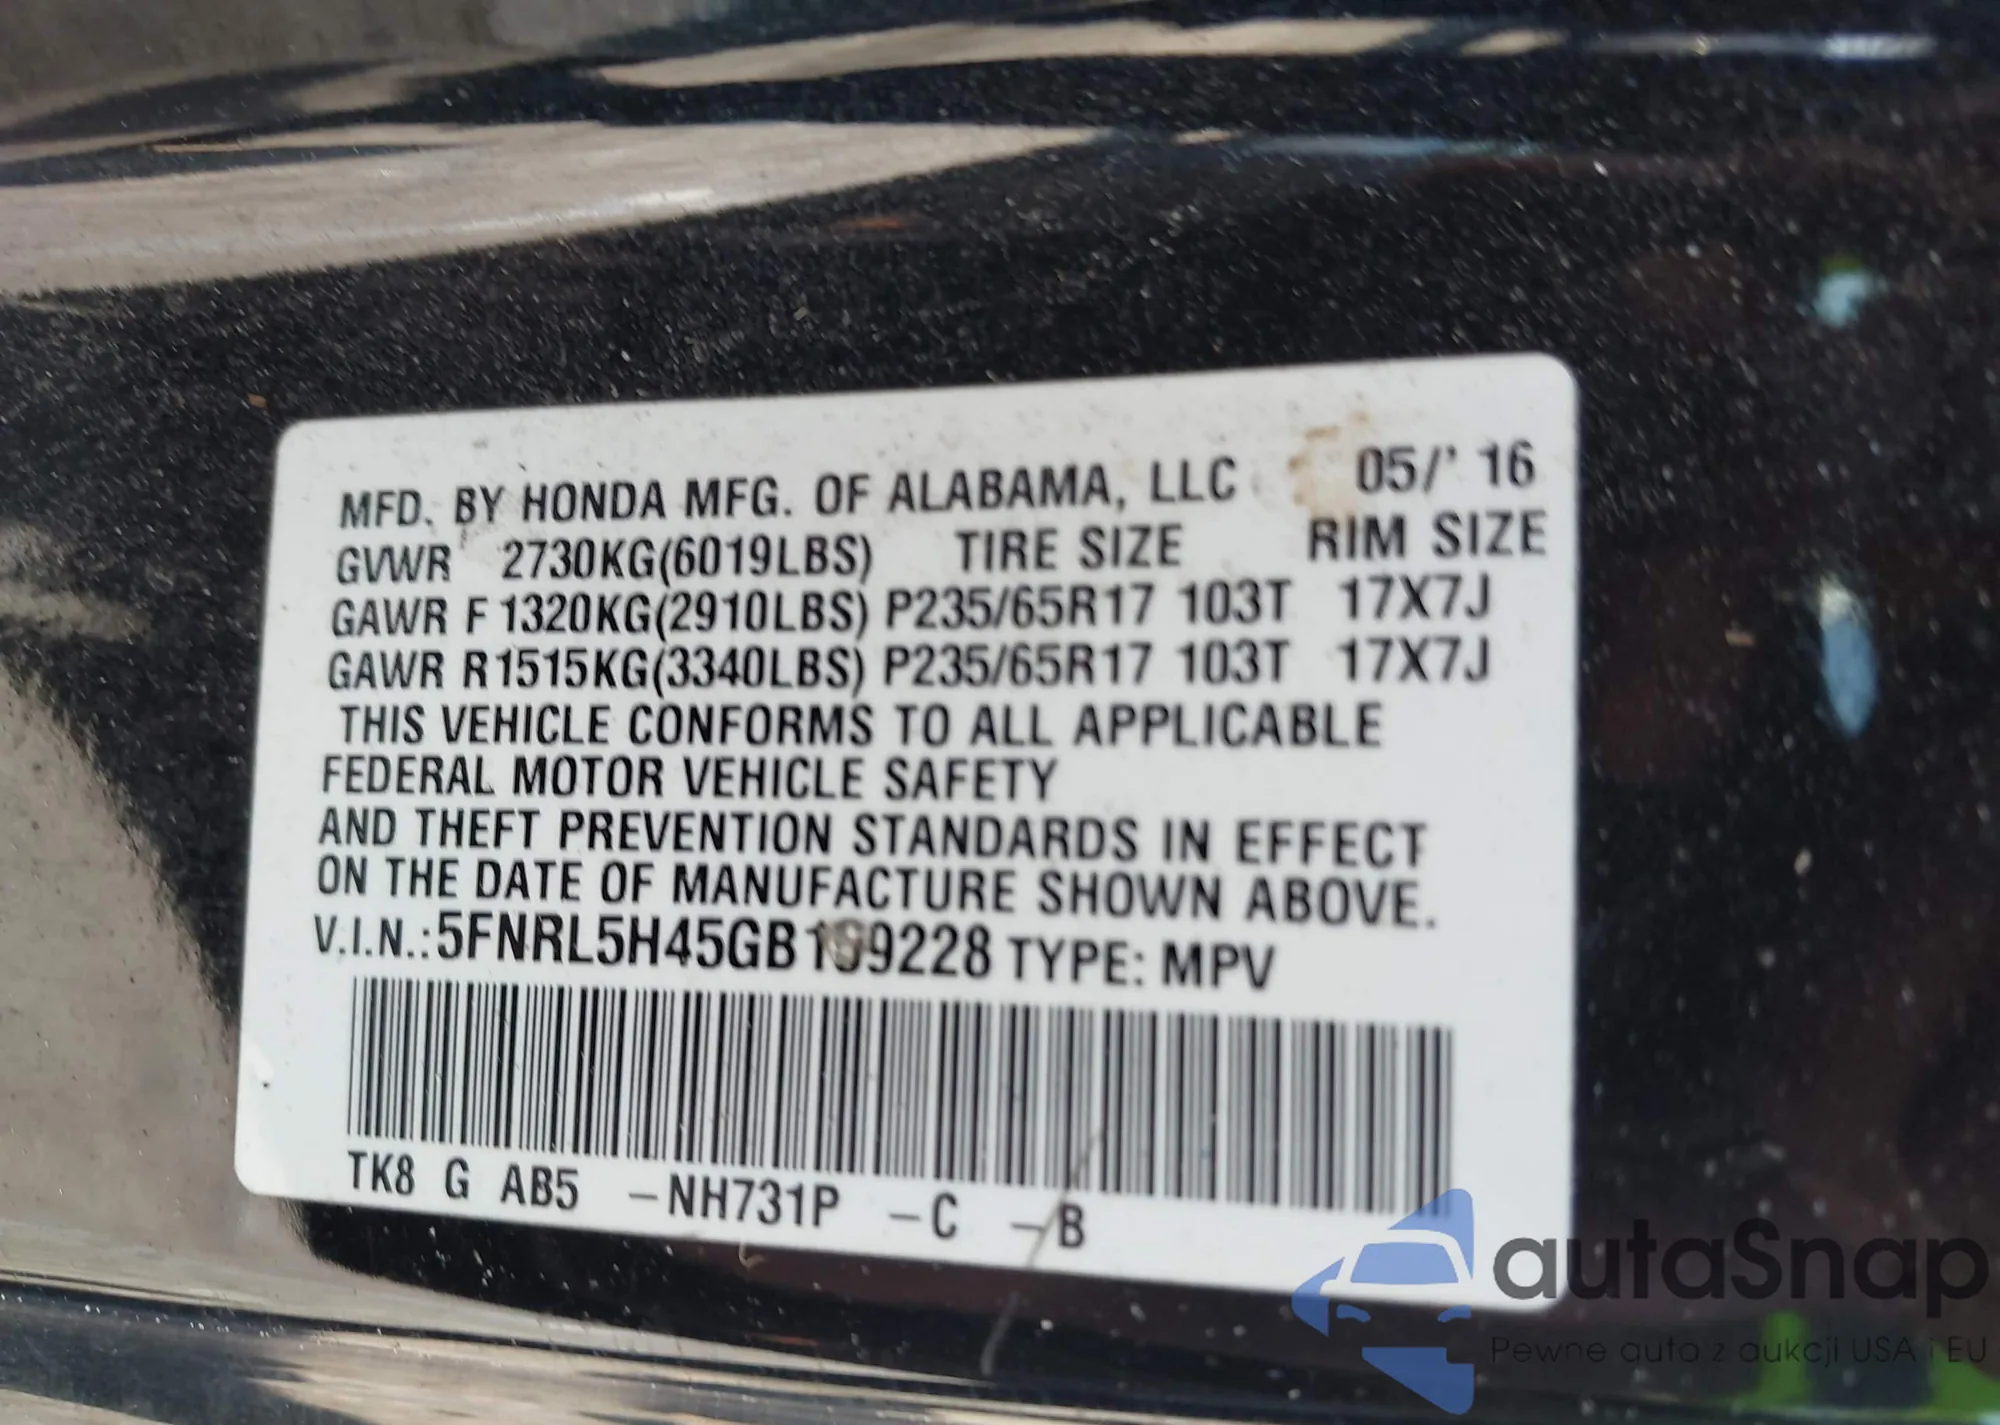 MFD. BY HONDA MFG. OF ALABAMA, LLC 05/' 16
GVWR 2730KG(6019LBS) TIRE SIZE RIM SIZE
GAWR F 1320KG(2910LBS) P235/65R17 103T 17X7J
GAWR R 1515KG(3340LBS) P235/65R17 103T 17X7J
THIS VEHICLE CONFORMS TO ALL APPLICABLE
FEDERAL MOTOR VEHICLE SAFETY
AND THEFT PREVENTION STANDARDS IN EFFECT
ON THE DATE OF MANUFACTURE SHOWN ABOVE.
V.I.N.:5FNRL5H45GB109228 TYPE: MPV
TK8 G AB5 -NH731P -C -B
autaSnap
Pewne auta z aukcji USA i EU